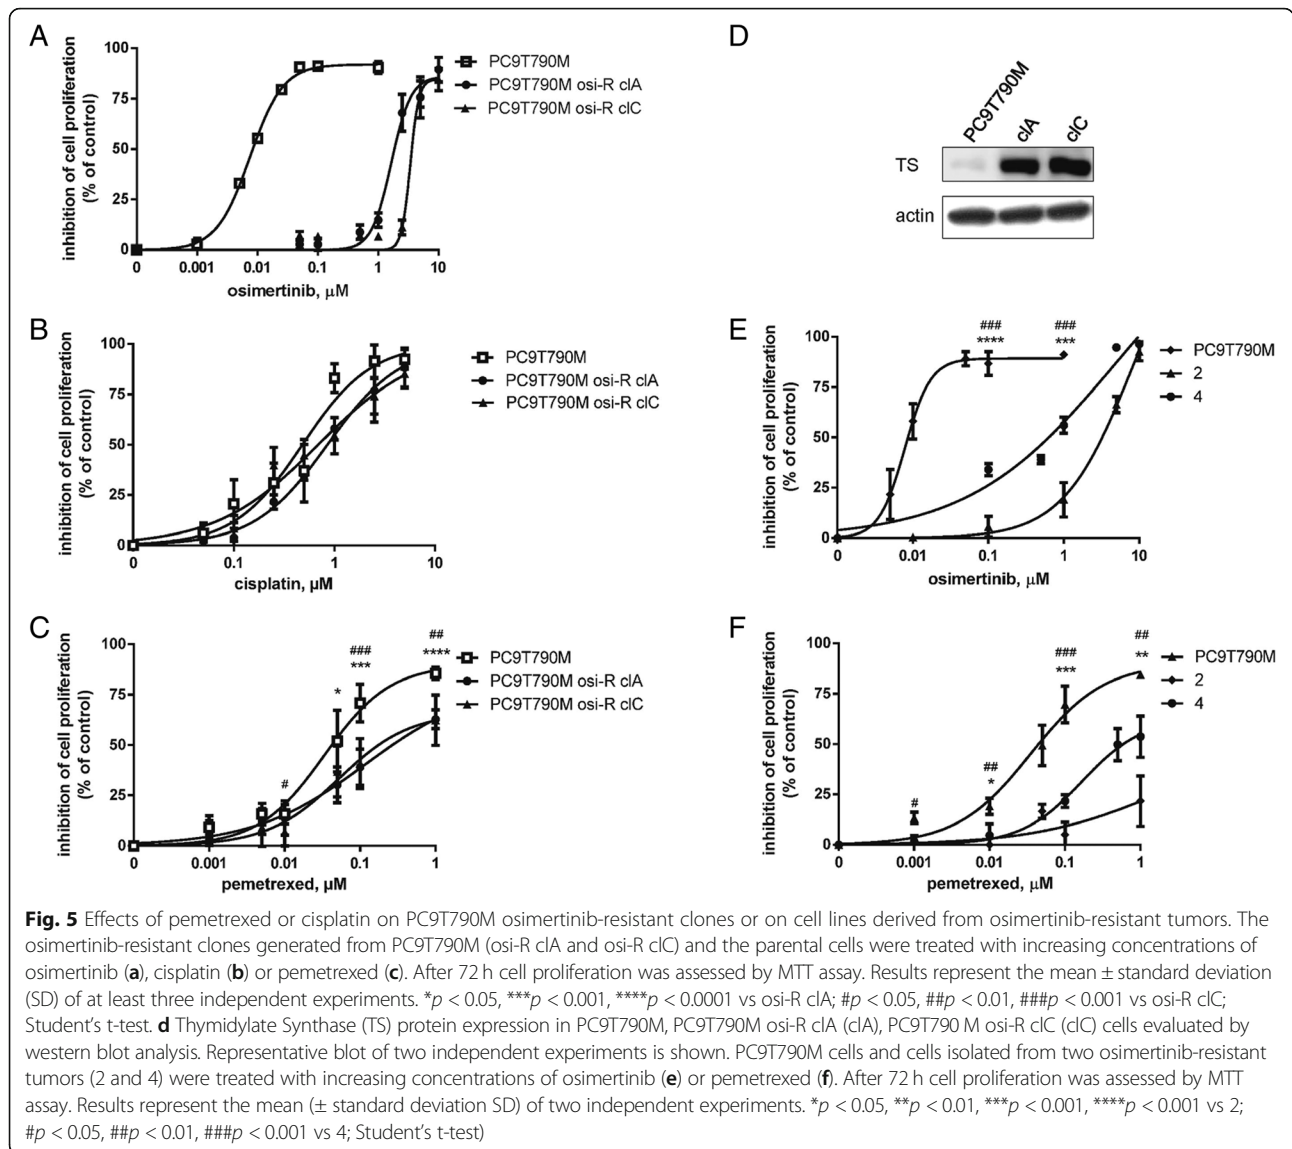 A
100
75
50
25
0
inhibition of cell proliferation
(% of control)
0 0.001 0.01 0.1 1 10
osimertinib, μM
PC9T790M
PC9T790M osi-R clA
PC9T790M osi-R clC
B
100
75
50
25
0
inhibition of cell proliferation
(% of control)
0 0.1 1 10
cisplatin, μM
PC9T790M
PC9T790M osi-R clA
PC9T790M osi-R clC
C
100
75
50
25
0
inhibition of cell proliferation
(% of control)
#
*
###
***
##
****
0 0.001 0.01 0.1 1
pemetrexed, μM
PC9T790M
PC9T790M osi-R clA
PC9T790M osi-R clC
D
PC9T790M
clA
clC
TS
actin
E
100
75
50
25
0
inhibition of cell proliferation
(% of control)
###
****
###
***
0 0.01 0.1 1 10
osimertinib, μM
PC9T790M
2
4
F
100
75
50
25
0
inhibition of cell proliferation
(% of control)
#
##
*
###
***
##
**
0 0.001 0.01 0.1 1
pemetrexed, μM
PC9T790M
2
4
Fig. 5 Effects of pemetrexed or cisplatin on PC9T790M osimertinib-resistant clones or on cell lines derived from osimertinib-resistant tumors. The
osimertinib-resistant clones generated from PC9T790M (osi-R clA and osi-R clC) and the parental cells were treated with increasing concentrations of
osimertinib (a), cisplatin (b) or pemetrexed (c). After 72 h cell proliferation was assessed by MTT assay. Results represent the mean ± standard deviation
(SD) of at least three independent experiments. *p < 0.05, ***p < 0.001, ****p < 0.0001 vs osi-R clA; #p < 0.05, ##p < 0.01, ###p < 0.001 vs osi-R clC;
Student's t-test. d Thymidylate Synthase (TS) protein expression in PC9T790M, PC9T790M osi-R clA (clA), PC9T790 M osi-R clC (clC) cells evaluated by
western blot analysis. Representative blot of two independent experiments is shown. PC9T790M cells and cells isolated from two osimertinib-resistant
tumors (2 and 4) were treated with increasing concentrations of osimertinib (e) or pemetrexed (f). After 72 h cell proliferation was assessed by MTT
assay. Results represent the mean (± standard deviation SD) of two independent experiments. *p < 0.05, **p < 0.01, ***p < 0.001, ****p < 0.001 vs 2;
#p < 0.05, ##p < 0.01, ###p < 0.001 vs 4; Student's t-test)